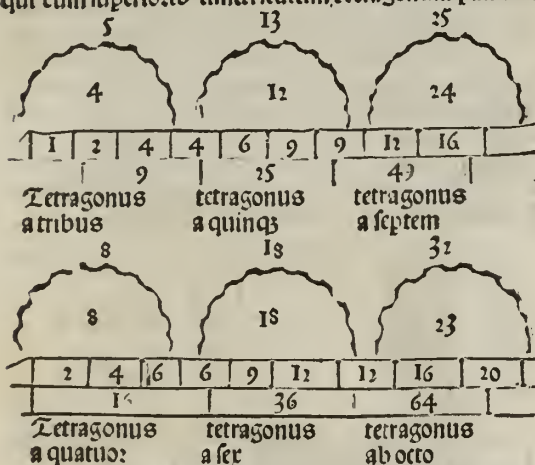 5 13 25
4 12 24
1 2 4 4 6 9 9 12 16
9 25 49
Tetragonus tetragonus tetragonus
a tribus a quinqꝫ a septem
8 18 32
8 18 23
2 4 6 6 9 12 12 16 20
36 64
Tetragonus tetragonus tetragonus
a quatuor a sex ab octo